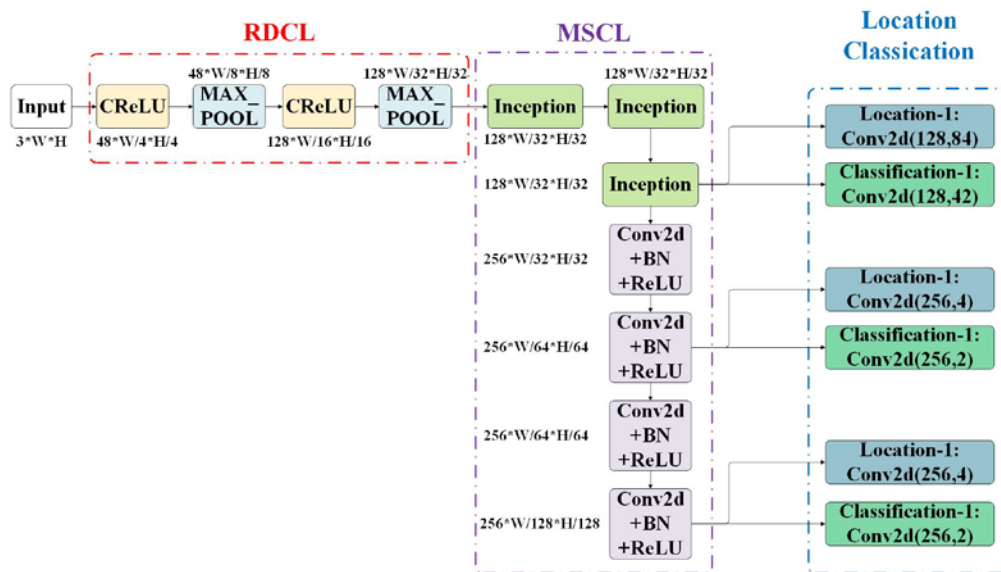 RDCL
MSCL
Location
Classication
48*W/8*H/8
128*W/32*H/32
128*W/32*H/32
Input
CReLU
MAX_
POOL
CReLU
MAX_
POOL
Inception
Inception
3*W*H
48*W/4*H/4
128*W/16*H/16
128*W/32*H/32
Location-1:
Conv2d(128,84)
128*W/32*H/32
Inception
Classification-1:
Conv2d(128,42)
256*W/32*H/32
Conv2d
+BN
+ReLU
Location-1:
Conv2d(256,4)
256*W/64*H/64
Conv2d
+BN
+ReLU
Classification-1:
Conv2d(256,2)
256*W/64*H/64
Conv2d
+BN
+ReLU
Location-1:
Conv2d(256,4)
256*W/128*H/128
Conv2d
+BN
+ReLU
Classification-1:
Conv2d(256,2)